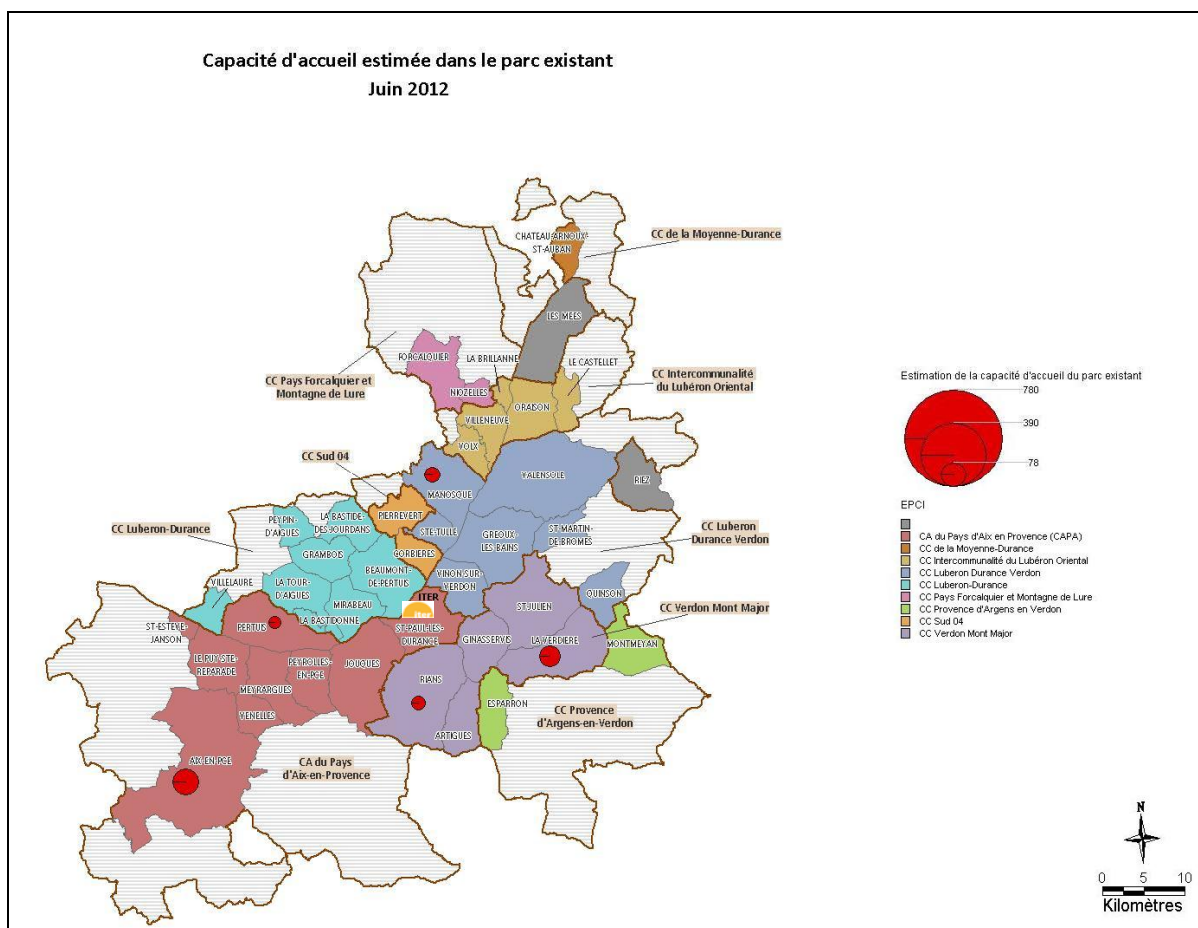 Capacité d'accueil estimée dans le parc existant
Juin 2012
CHATEAU-ARNOUX-
ST-AUBAN
CC de la Moyenne-Durance
LES MÉES
FORCALQUIER
LA BRILLANNE
LE CASTELLET
CC Intercommunalité
du Lubéron Oriental
CC Pays Forcalquier et
Montagne de Lure
NIOZELLES
ORAISON
VILLENEUVE
VOLX
CC Sud 04
MANOSQUE
VALENSOLE
RIEZ
PIERREVERT
CC Luberon-Durance
PEYPIN-
D'AIGUES
LA BASTIDE-
DES-JOURDANS
STE-TULLE
GREOUX-
LES BAINS
ST-MARTIN-
DE-BROMES
CC Luberon
Durance Verdon
GRAMBOIS
CORBIERES
BEAUMONT-
DE-PERTUIS
VINON-SUR-
VERDON
QUINSON
VILLELAURE
LA TOUR-
D'AIGUES
MIRABEAU
ITER
iter
ST-JULIEN
CC Verdon Mont Major
LA BASTIDONNE
ST-ESTEVE-
JANSON
PERTUIS
ST-PAUL-LES-
DURANCE
GINASSERVIS
LA VERDIERE
MONTMEYAN
LE PUY-STE-
REPARADE
PEYROLLES-
EN-PCE
JOUQUES
MEYRARGUES
RIANS
ESPARRON
CC Provence
d'Argens-en-Verdon
VENELLES
ARTIGUES
AIX-EN-PCE
CA du Pays
d'Aix-en-Provence
Estimation de la capacité d'accueil du parc existant
780
390
78
EPCI
CA du Pays d'Aix en Provence (CAPA)
CC de la Moyenne-Durance
CC Intercommunalité du Lubéron Oriental
CC Luberon Durance Verdon
CC Luberon-Durance
CC Pays Forcalquier et Montagne de Lure
CC Provence d'Argens en Verdon
CC Sud 04
CC Verdon Mont Major
N
0 5 10
Kilomètres